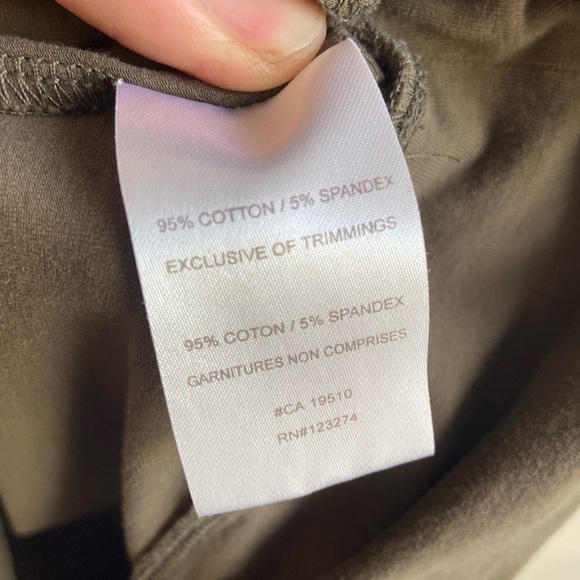 95% COTTON / 5% SPANDEX
EXCLUSIVE OF TRIMMINGS
95% COTON / 5% SPANDEX
GARNITURES NON COMPRISES
#CA 19510
RN#123274